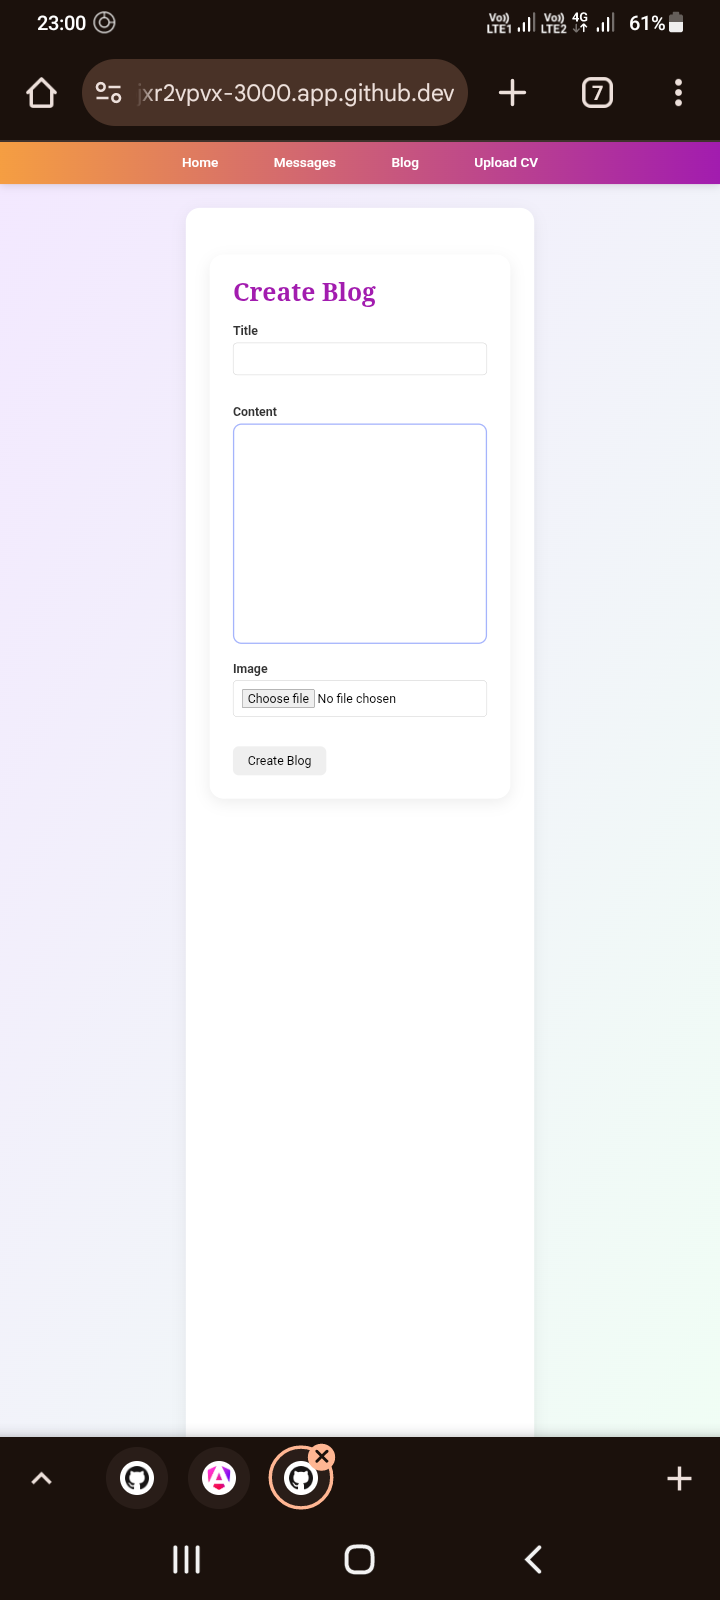 23:00 Vo)) LTE1 Vo)) LTE2 4G 61%
jxr2vpvx-3000.app.github.dev 7
Home Messages Blog Upload CV
Create Blog
Title
Content
Image
Choose file No file chosen
Create Blog